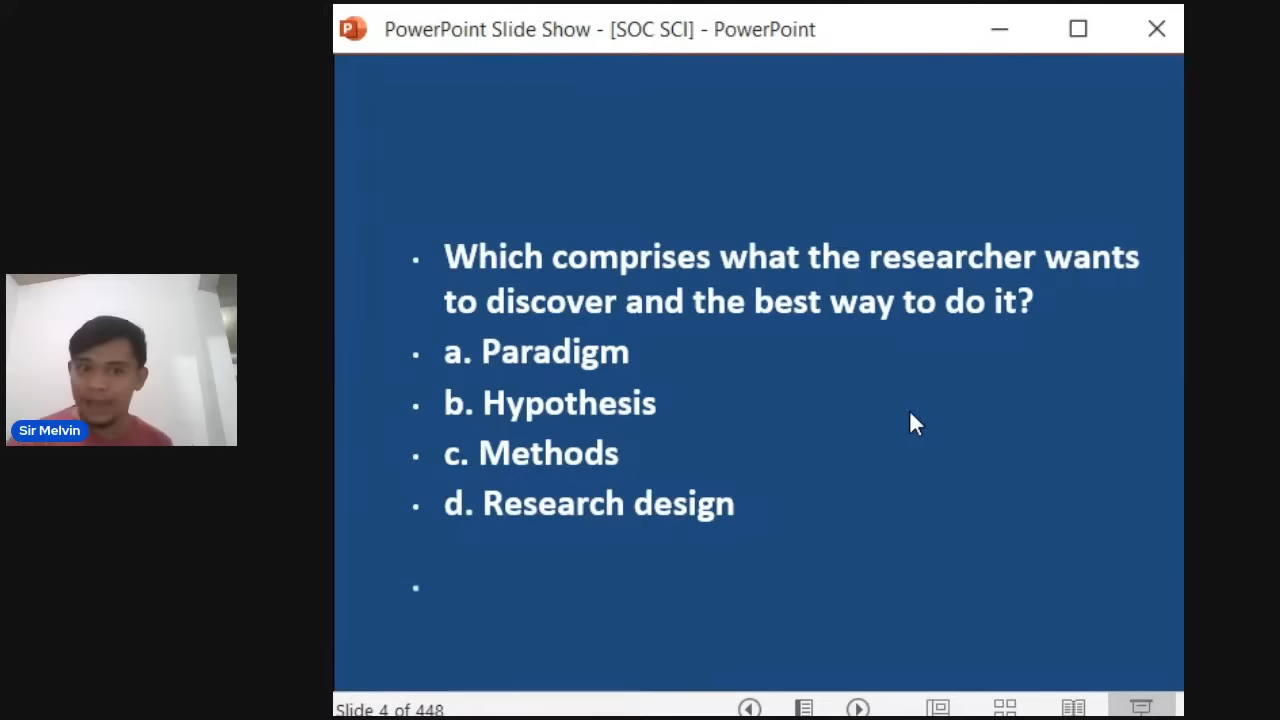 PowerPoint Slide Show - [SOC SCI] - PowerPoint
• Which comprises what the researcher wants
to discover and the best way to do it?
• a. Paradigm
• b. Hypothesis
• c. Methods
• d. Research design
•
Sir Melvin
Slide 4 of 448